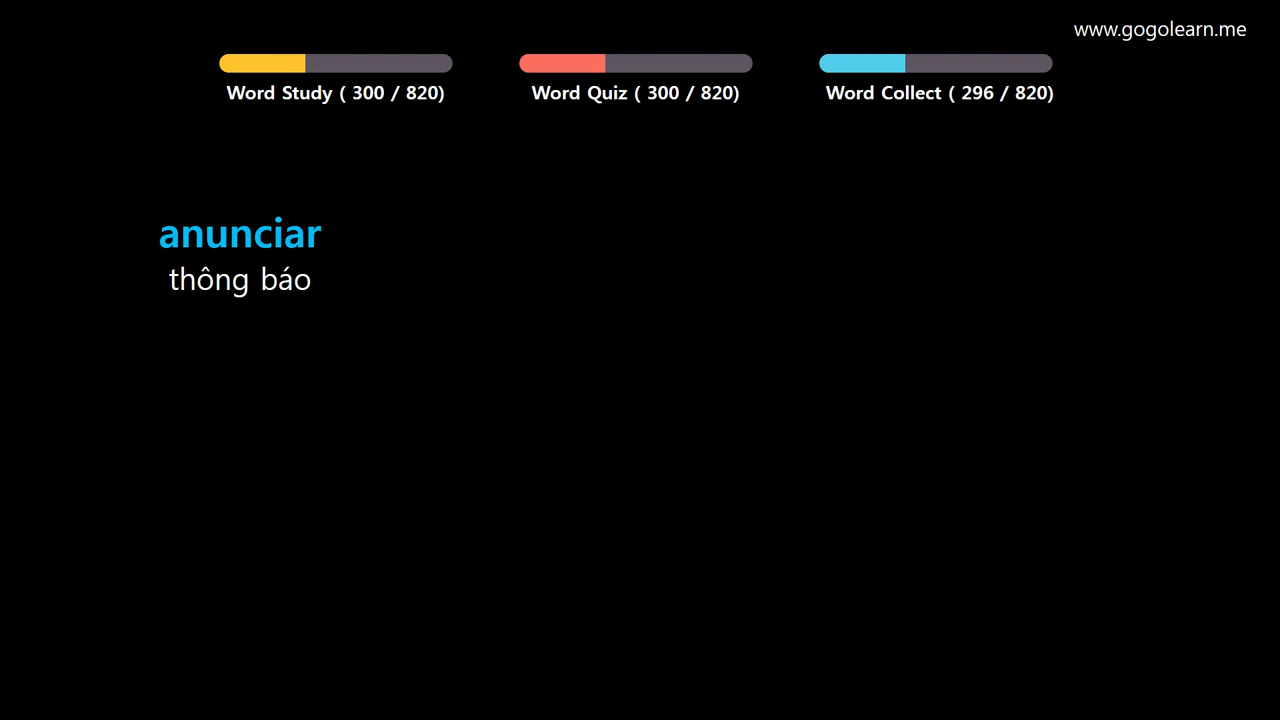 www.gogolearn.me
Word Study ( 300 / 820)
Word Quiz ( 300 / 820)
Word Collect ( 296 / 820)
anunciar
thông báo